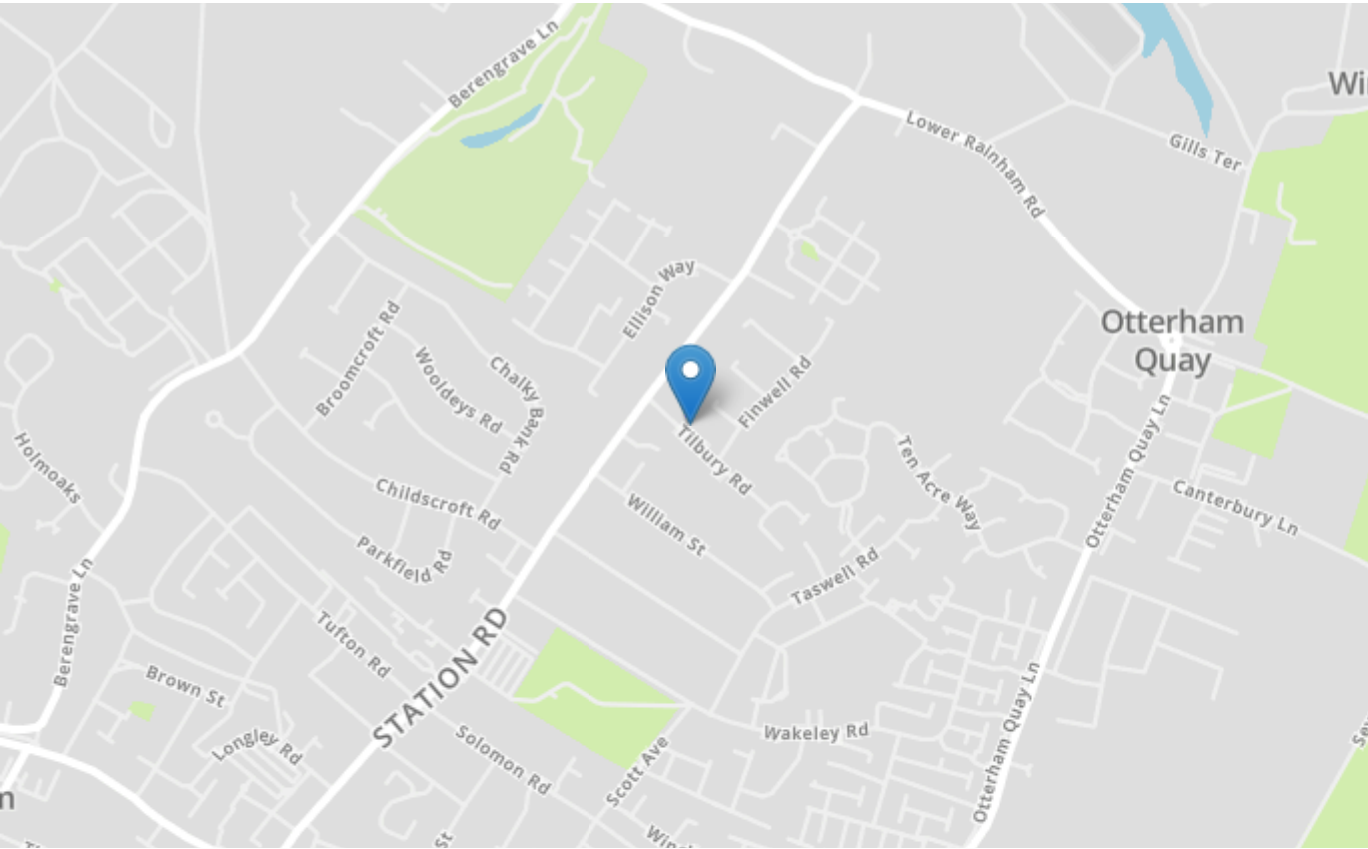 Berengrave Ln
Lower Rainham Rd
Gills Ter
Wi
Ellison Way
Otterham
Quay
Broomcroft Rd
Wooldeys Rd
Chalky Bank Rd
Finwell Rd
Tilbury Rd
Holmoaks
Ten Acre Way
Otterham Quay Ln
Canterbury Ln
Childscroft Rd
William St
Parkfield Rd
Taswell Rd
Berengrave Ln
Tufton Rd
STATION RD
Brown St
Longley Rd
Solomon Rd
Wakeley Rd
Scott Ave
Otterham Quay Ln
Se
m
St